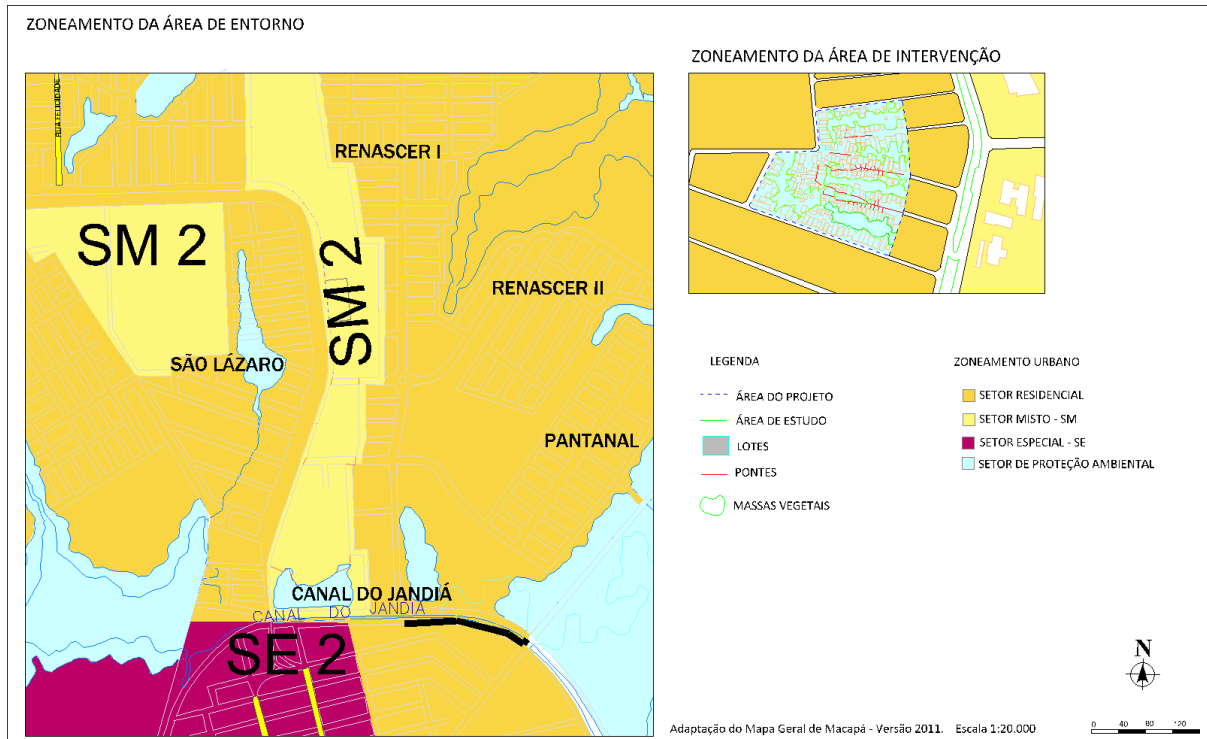 ZONEAMENTO DA ÁREA DE ENTORNO
ZONEAMENTO DA ÁREA DE INTERVENÇÃO
RUA FELICIDADE
RENASCER I
SM 2
SM 2
RENASCER II
SÃO LÁZARO
PANTANAL
CANAL DO JANDIÁ
CANAL DO JANDIA
SE 2
LEGENDA
ÁREA DO PROJETO
ÁREA DE ESTUDO
LOTES
PONTES
MASSAS VEGETAIS
ZONEAMENTO URBANO
SETOR RESIDENCIAL
SETOR MISTO - SM
SETOR ESPECIAL - SE
SETOR DE PROTEÇÃO AMBIENTAL
N
Adaptação do Mapa Geral de Macapá - Versão 2011. Escala 1:20.000
0 40 80 120